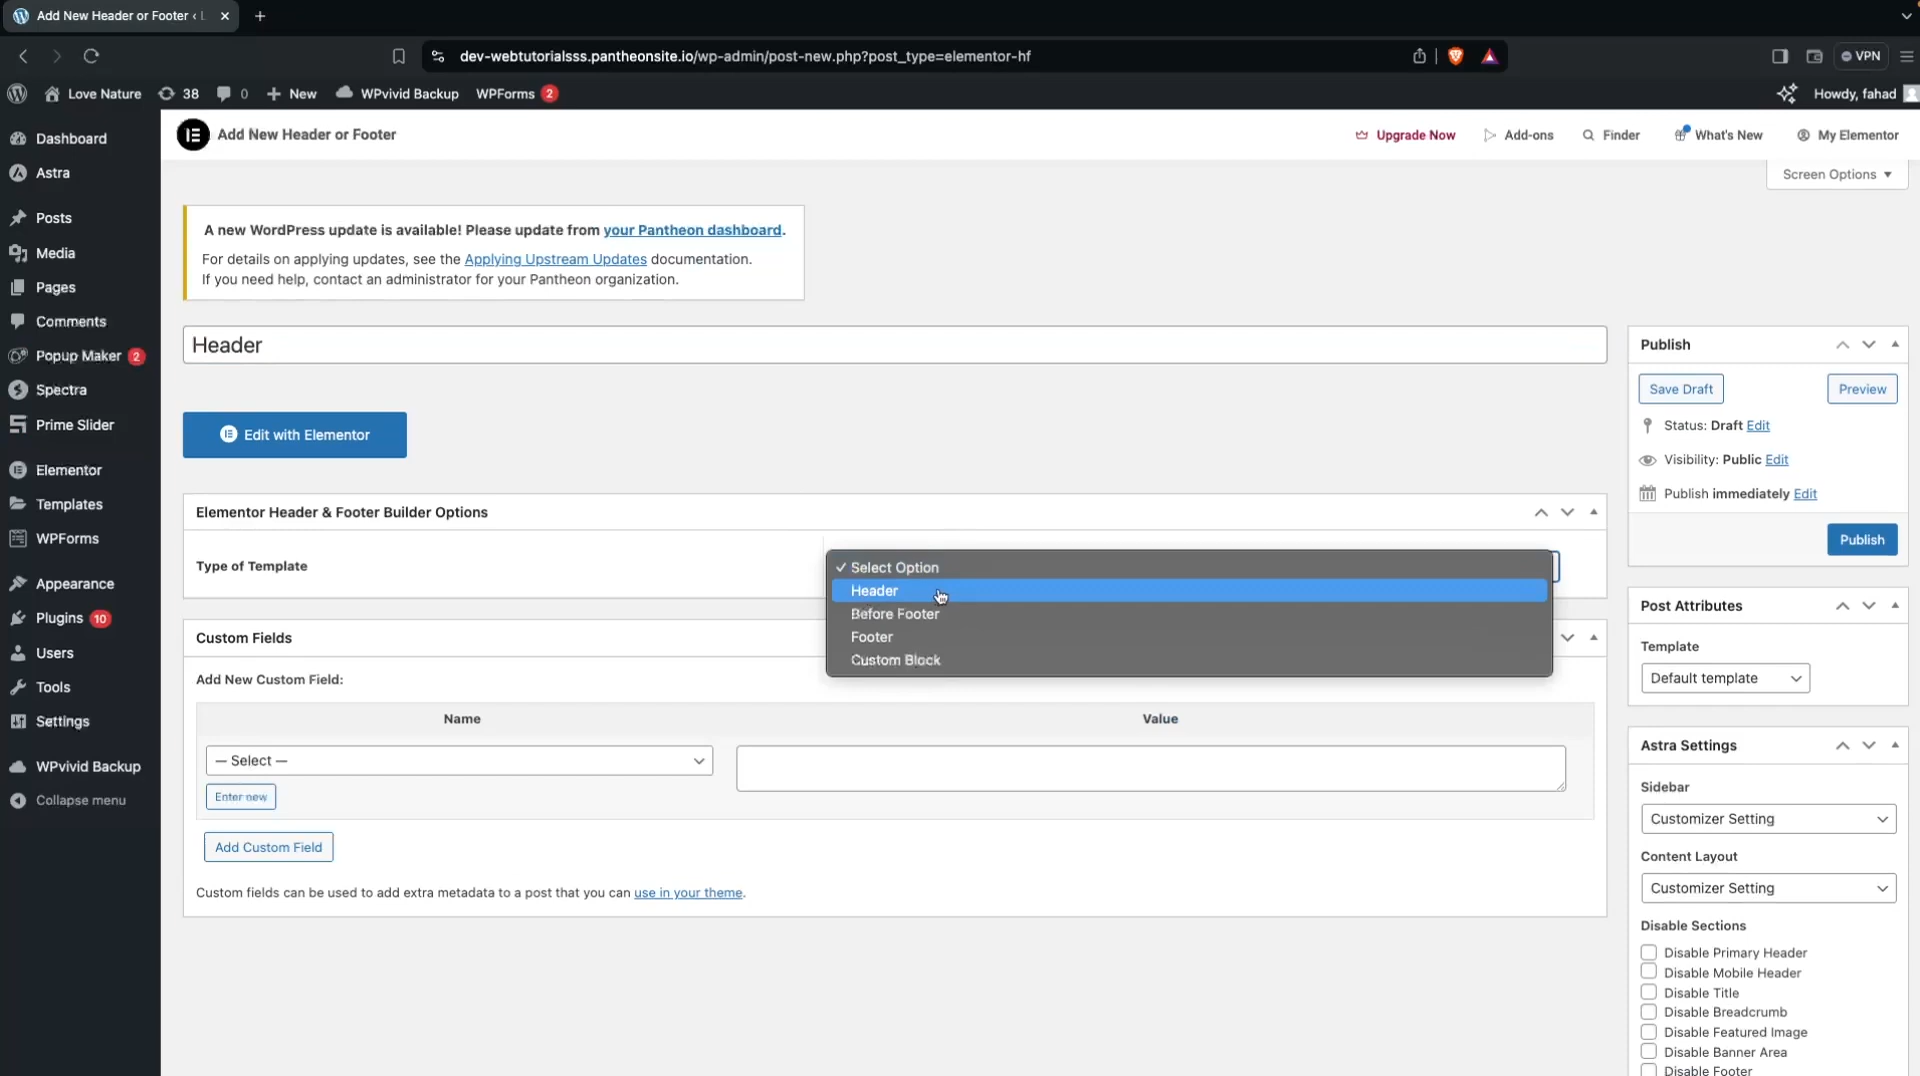 Add New Header or Footer ‹ L
dev-webtutorialsss.pantheonsite.io/wp-admin/post-new.php?post_type=elementor-hf
VPN
Love Nature
38
0
New
WPvivid Backup
WPForms
2
Howdy, fahad
Dashboard
Astra
Posts
Media
Pages
Comments
Popup Maker 2
Spectra
Prime Slider
Elementor
Templates
WPForms
Appearance
Plugins 10
Users
Tools
Settings
WPvivid Backup
Collapse menu
Add New Header or Footer
Upgrade Now
Add-ons
Finder
What's New
My Elementor
Screen Options
A new WordPress update is available! Please update from your Pantheon dashboard.
For details on applying updates, see the Applying Upstream Updates documentation.
If you need help, contact an administrator for your Pantheon organization.
Header
Edit with Elementor
Elementor Header & Footer Builder Options
Type of Template
✓ Select Option
Header
Before Footer
Footer
Custom Block
Custom Fields
Add New Custom Field:
Name
Value
— Select —
Enter new
Add Custom Field
Custom fields can be used to add extra metadata to a post that you can use in your theme.
Publish
Save Draft
Preview
Status: Draft Edit
Visibility: Public Edit
Publish immediately Edit
Publish
Post Attributes
Template
Default template
Astra Settings
Sidebar
Customizer Setting
Content Layout
Customizer Setting
Disable Sections
Disable Primary Header
Disable Mobile Header
Disable Title
Disable Breadcrumb
Disable Featured Image
Disable Banner Area
Disable Footer